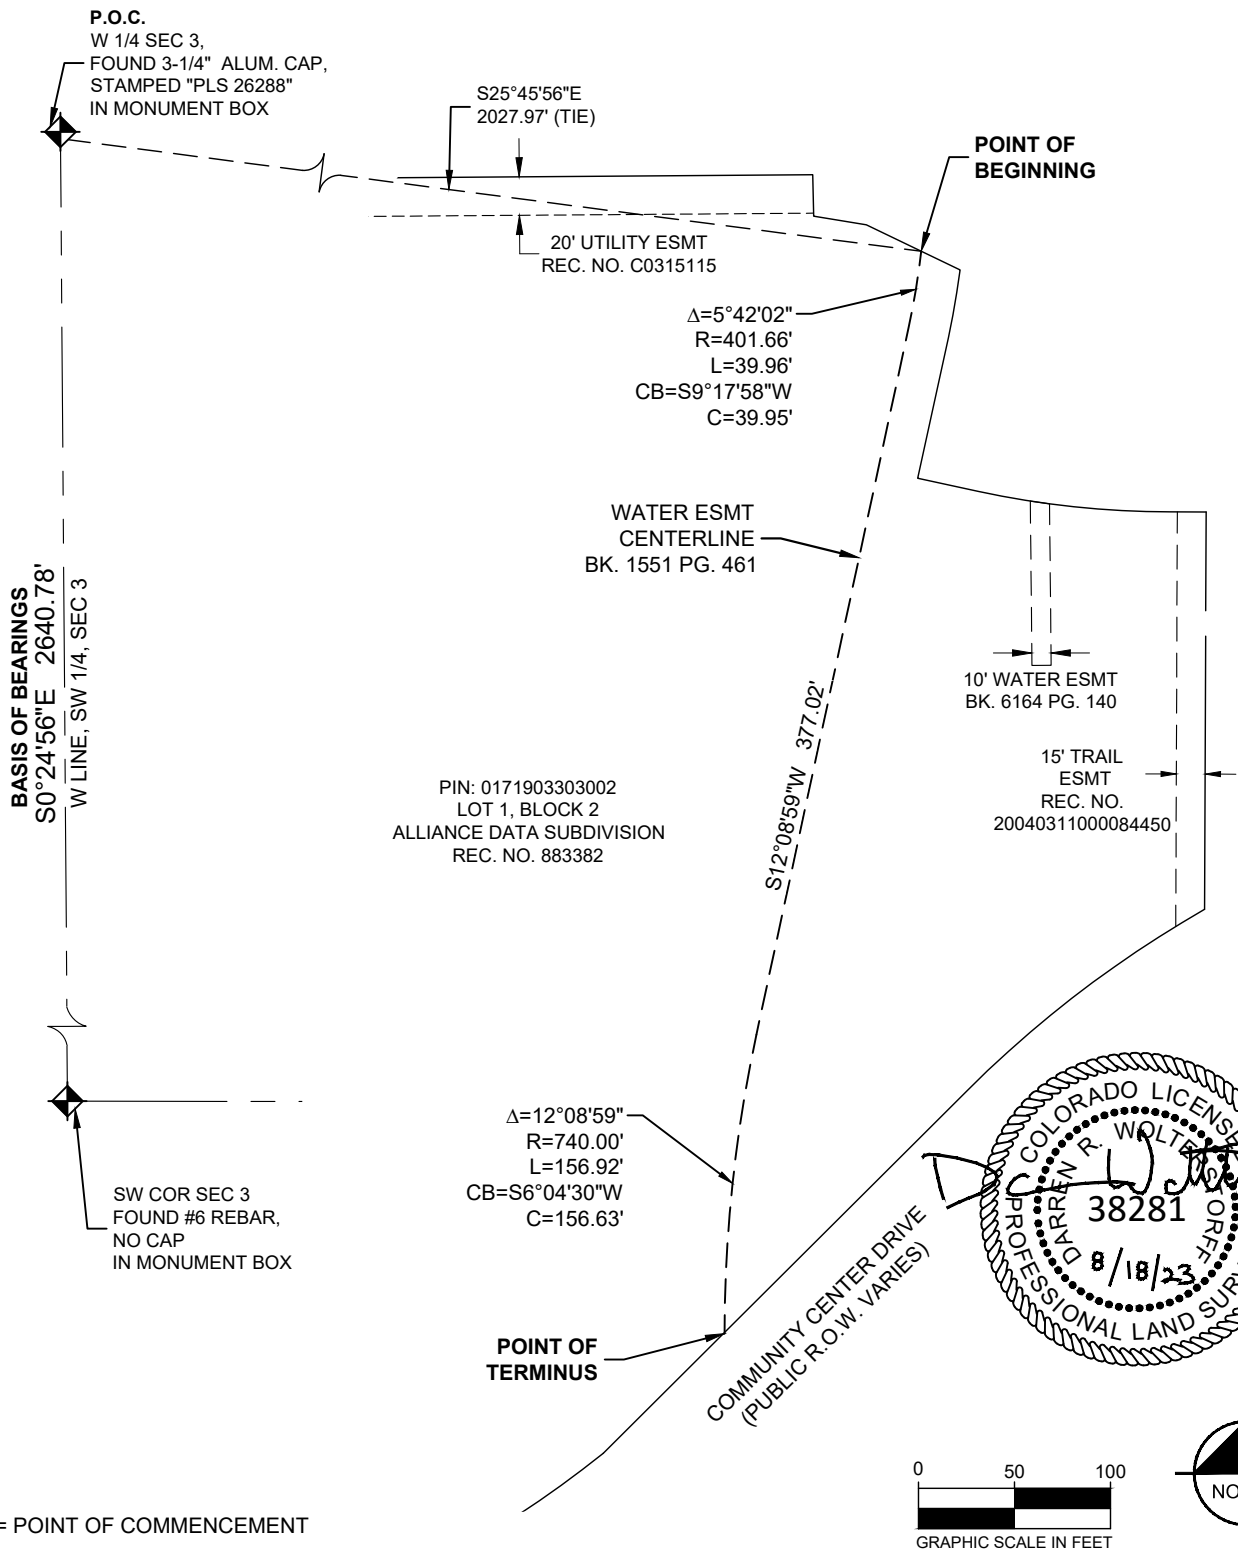 P.O.C.
W 1/4 SEC 3,
FOUND 3-1/4" ALUM. CAP,
STAMPED "PLS 26288"
IN MONUMENT BOX
S25°45'56"E
2027.97' (TIE)
POINT OF
BEGINNING
20' UTILITY ESMT
REC. NO. C0315115
Δ=5°42'02"
R=401.66'
L=39.96'
CB=S9°17'58"W
C=39.95'
WATER ESMT
CENTERLINE
BK. 1551 PG. 461
BASIS OF BEARINGS
S0°24'56"E 2640.78'
W LINE, SW 1/4, SEC 3
10' WATER ESMT
BK. 6164 PG. 140
S12°08'59"W 377.02'
15' TRAIL
ESMT
REC. NO.
20040311000084450
PIN: 0171903303002
LOT 1, BLOCK 2
ALLIANCE DATA SUBDIVISION
REC. NO. 883382
Δ=12°08'59"
R=740.00'
L=156.92'
CB=S6°04'30"W
C=156.63'
SW COR SEC 3
FOUND #6 REBAR,
NO CAP
IN MONUMENT BOX
COLORADO LICENSE
DARREN R. WOLTERSTORFF
38281
8/18/23
PROFESSIONAL LAND SURV
COMMUNITY CENTER DRIVE
(PUBLIC R.O.W. VARIES)
POINT OF
TERMINUS
0 50 100
GRAPHIC SCALE IN FEET
NO
= POINT OF COMMENCEMENT